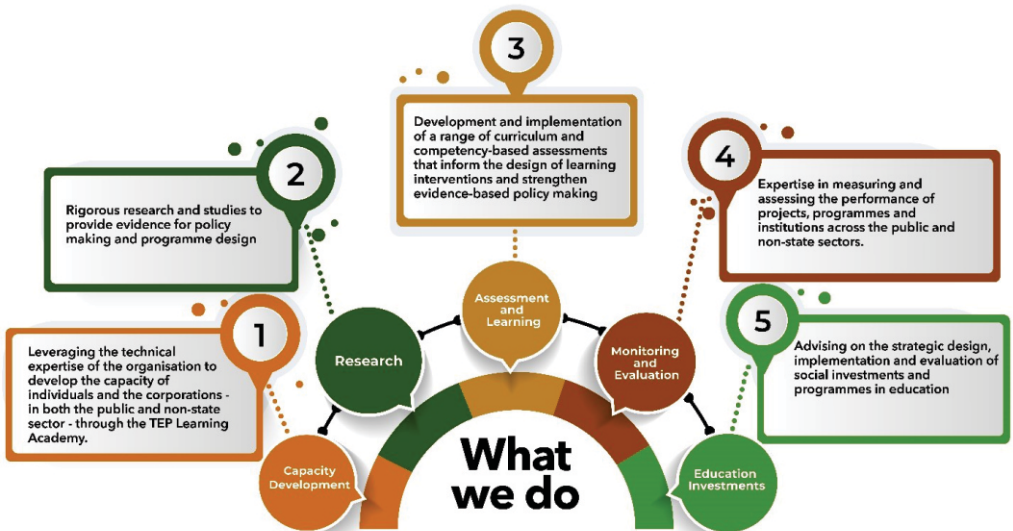 1
Leveraging the technical
expertise of the organisation to
develop the capacity of
individuals and the corporations -
in both the public and non-state
sector - through the TEP Learning
Academy.
Capacity
Development
2
Rigorous research and studies to
provide evidence for policy
making and programme design
Research
3
Development and implementation
of a range of curriculum and
competency-based assessments
that inform the design of learning
interventions and strengthen
evidence-based policy making
Assessment
and
Learning
4
Expertise in measuring and
assessing the performance of
projects, programmes and
institutions across the public and
non-state sectors.
Monitoring
and
Evaluation
5
Advising on the strategic design,
implementation and evaluation of
social investments and
programmes in education
Education
Investments
What
we do